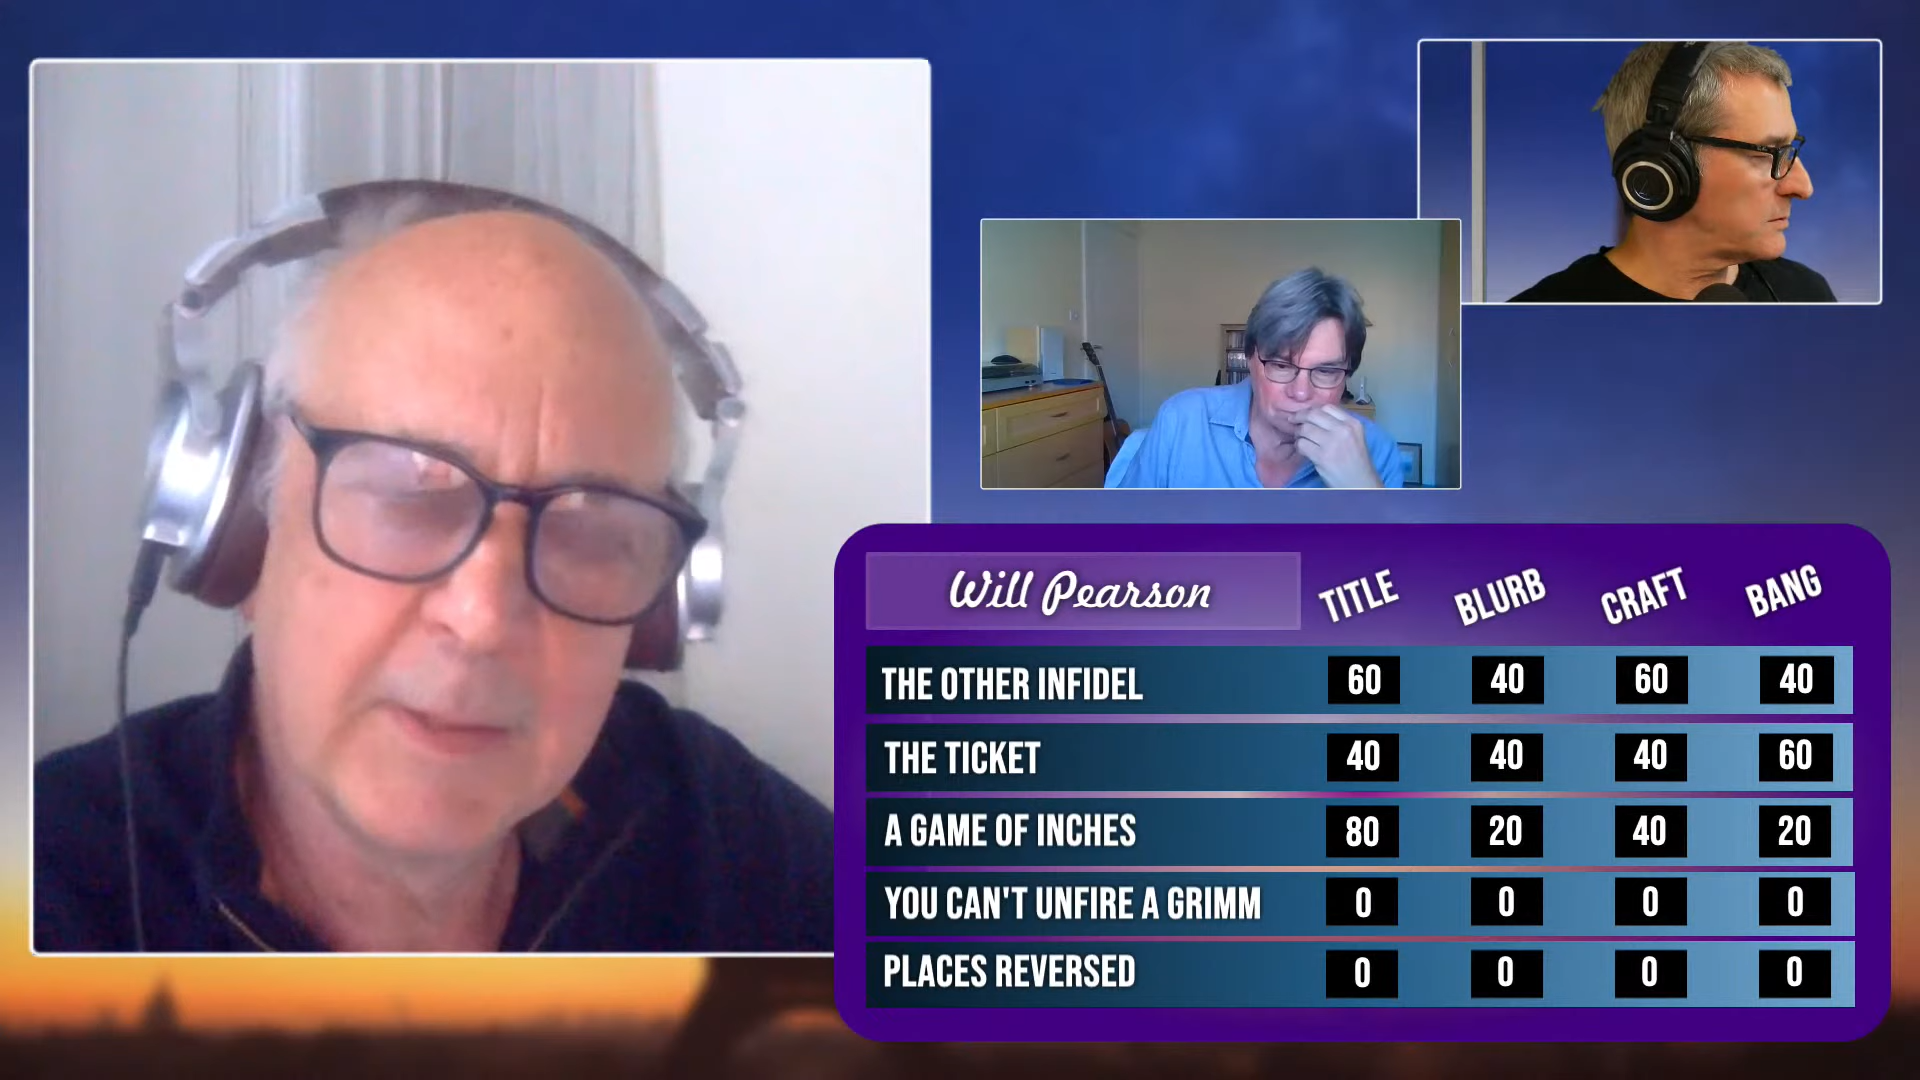 Will Pearson TITLE BLURB CRAFT BANG
THE OTHER INFIDEL 60 40 60 40
THE TICKET 40 40 40 60
A GAME OF INCHES 80 20 40 20
YOU CAN'T UNFIRE A GRIMM 0 0 0 0
PLACES REVERSED 0 0 0 0